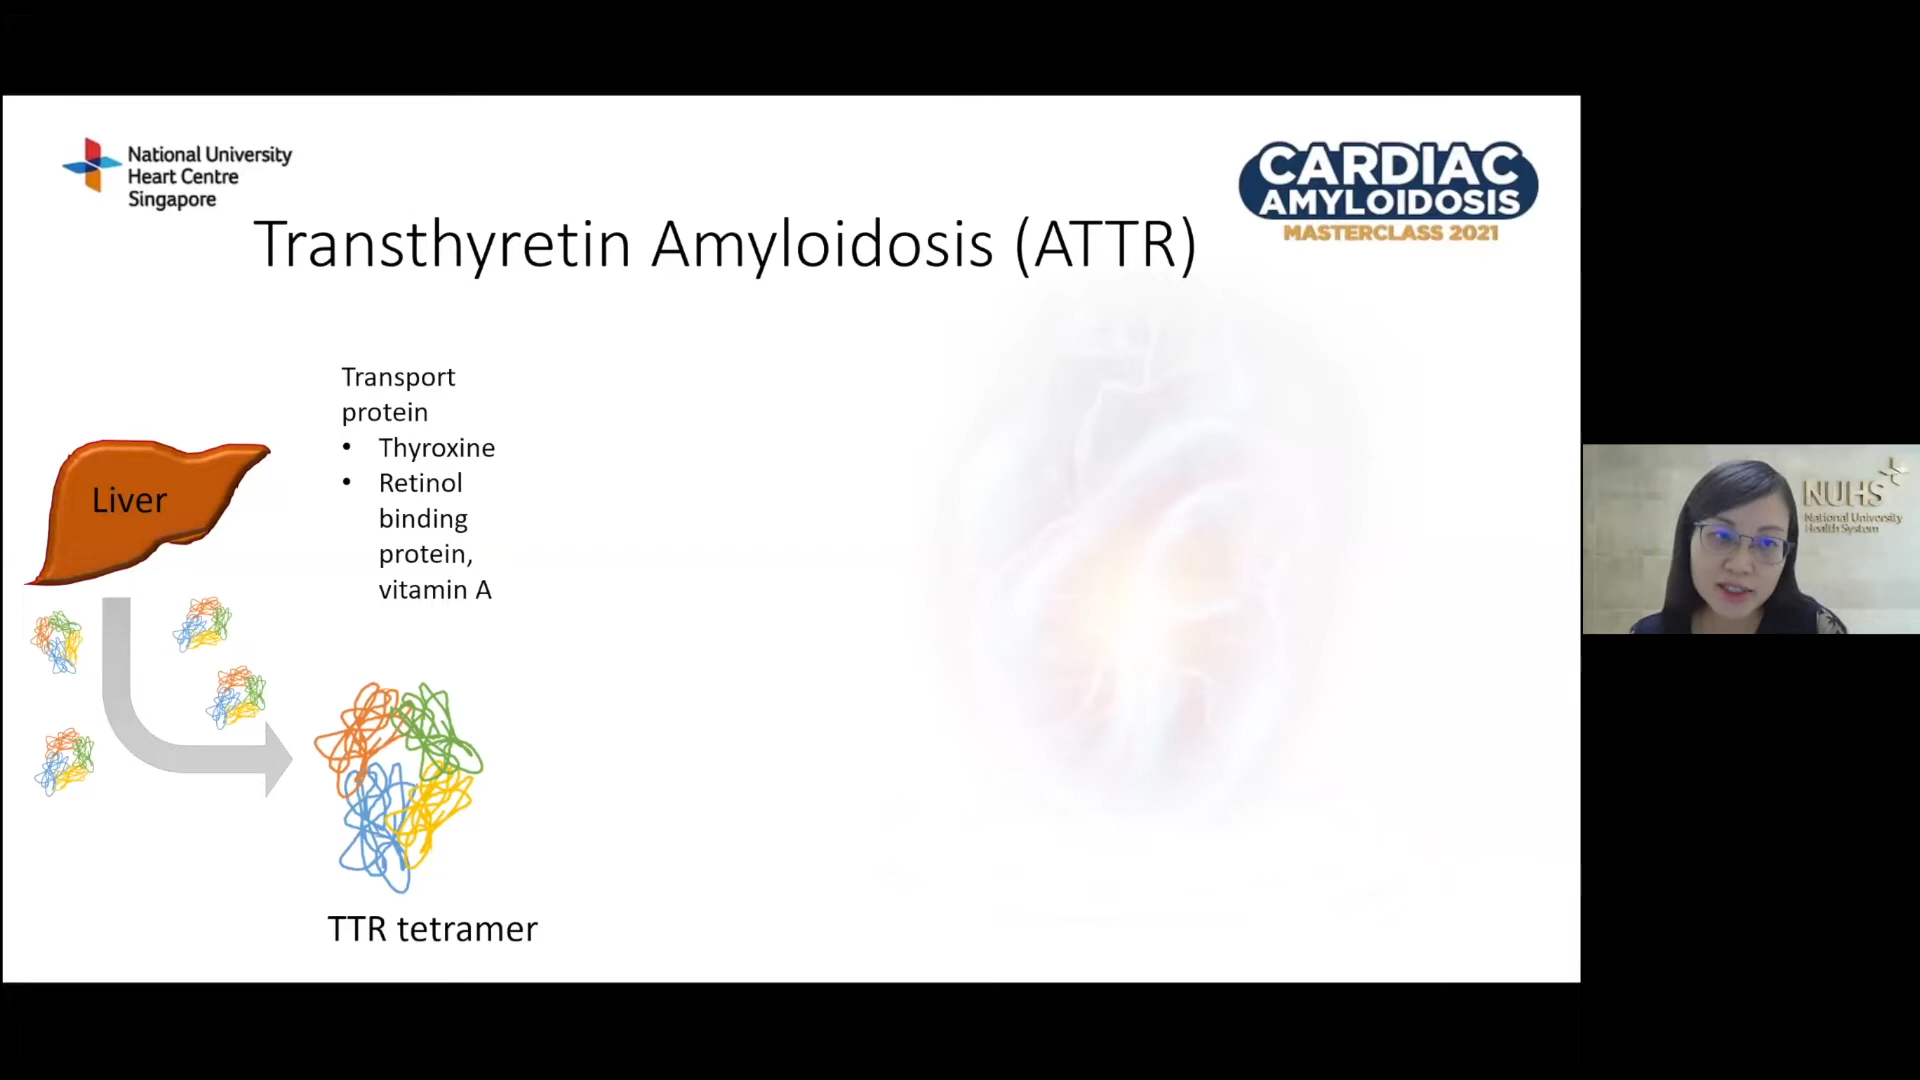 National University
Heart Centre
Singapore
CARDIAC
AMYLOIDOSIS
MASTERCLASS 2021
Transthyretin Amyloidosis (ATTR)
Transport
protein
• Thyroxine
• Retinol
binding
protein,
vitamin A
Liver
TTR tetramer
NUHS
National University
Health System